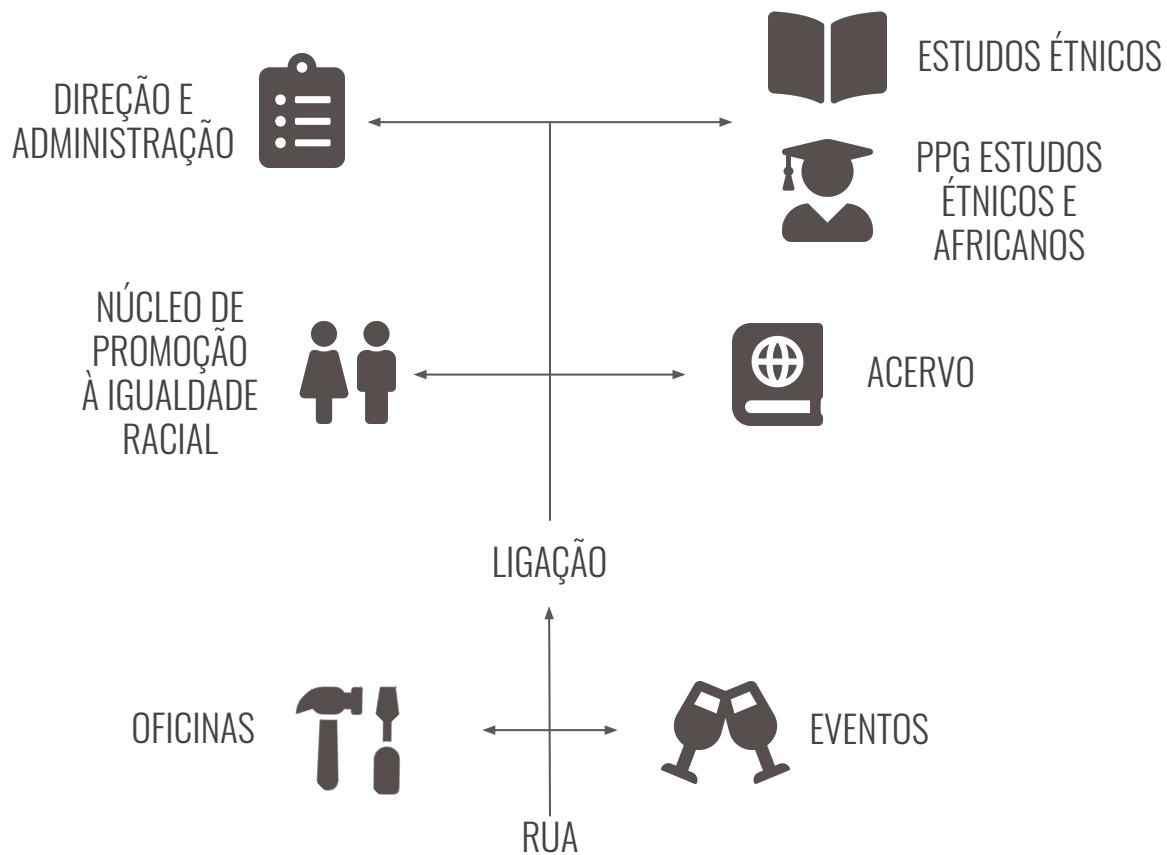 DIREÇÃO E
ADMINISTRAÇÃO
ESTUDOS ÉTNICOS
PPG ESTUDOS
ÉTNICOS E
AFRICANOS
NÚCLEO DE
PROMOÇÃO
À IGUALDADE
RACIAL
ACERVO
LIGAÇÃO
OFICINAS
EVENTOS
RUA